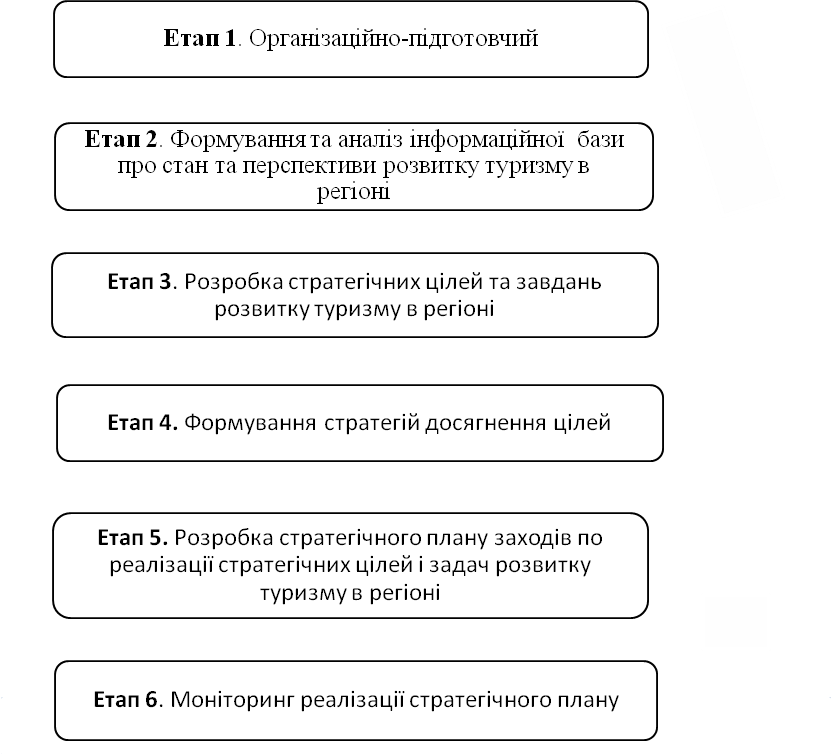 Етап 1. Організаційно-підготовчий
Етап 2. Формування та аналіз інформаційної бази
про стан та перспективи розвитку туризму в
регіоні
Етап 3. Розробка стратегічних цілей та завдань
розвитку туризму в регіоні
Етап 4. Формування стратегій досягнення цілей
Етап 5. Розробка стратегічного плану заходів по
реалізації стратегічних цілей і задач розвитку
туризму в регіоні
Етап 6. Моніторинг реалізації стратегічного плану